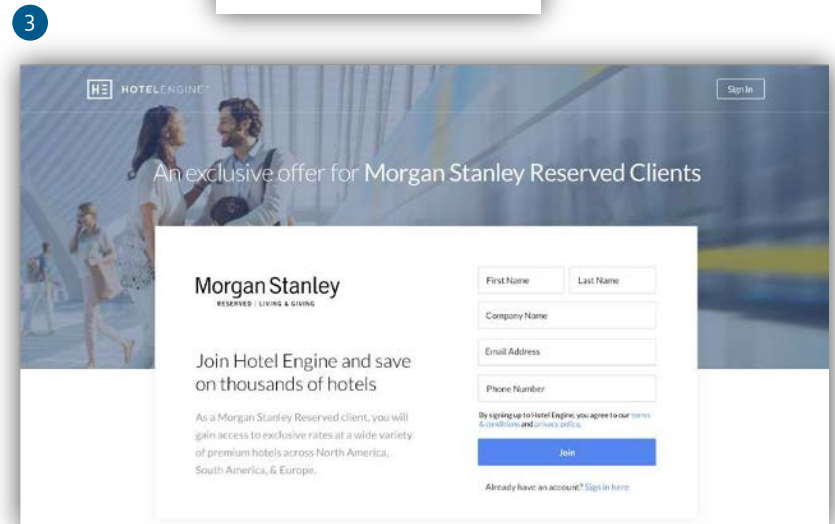 3
HE HOTELENGINE
Sign In
An exclusive offer for Morgan Stanley Reserved Clients
Morgan Stanley
RESERVED | LIVING & GIVING
Join Hotel Engine and save
on thousands of hotels
As a Morgan Stanley Reserved client, you will
gain access to exclusive rates at a wide variety
of premium hotels across North America,
South America, & Europe.
First Name Last Name
Company Name
Email Address
Phone Number
By signing up to Hotel Engine, you agree to our terms
& conditions and privacy policy.
Join
Already have an account? Sign in here